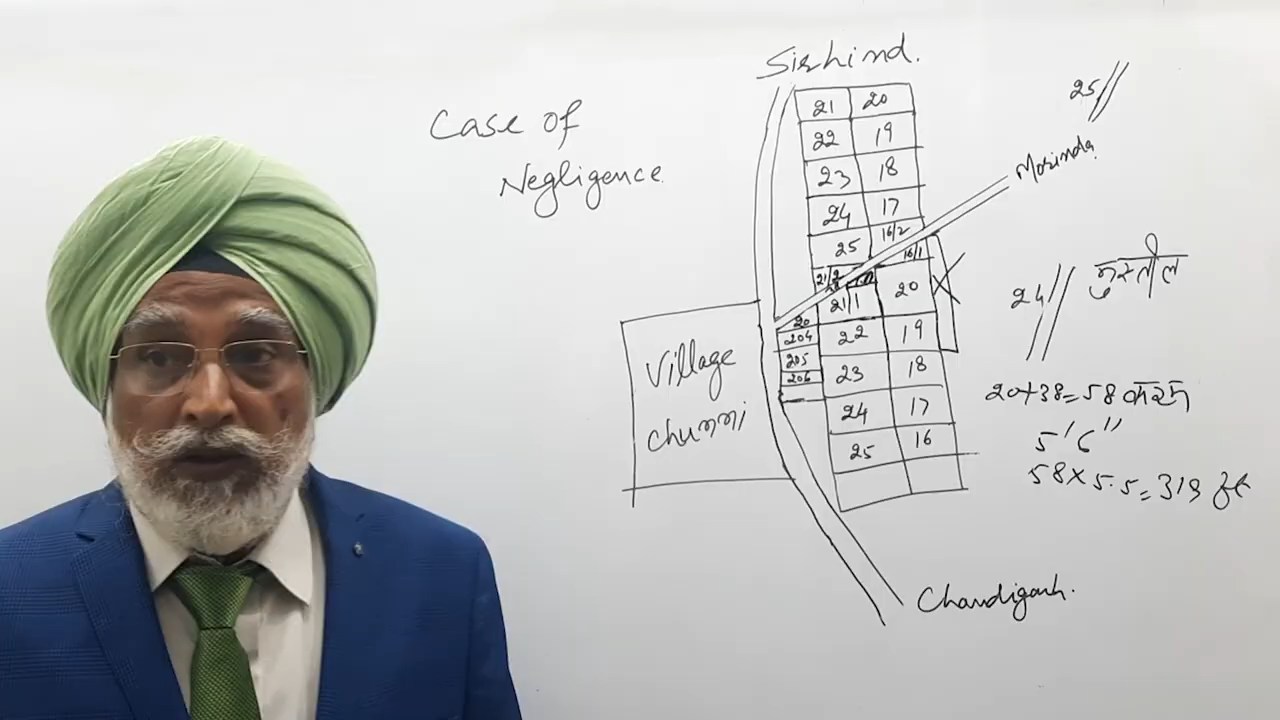 Case of
Negligence
Sirhind.
21 20
22 19
23 18
24 17
25 16/2
16/1
21/2
21/1 20
20
204 22 19
205
206 23 18
24 17
25 16
Village
Chunni
Morinda
Chandigarh.
25//
24// मुस्तील
20+38=58 करम
5'6"
58×5.5=319 फुट